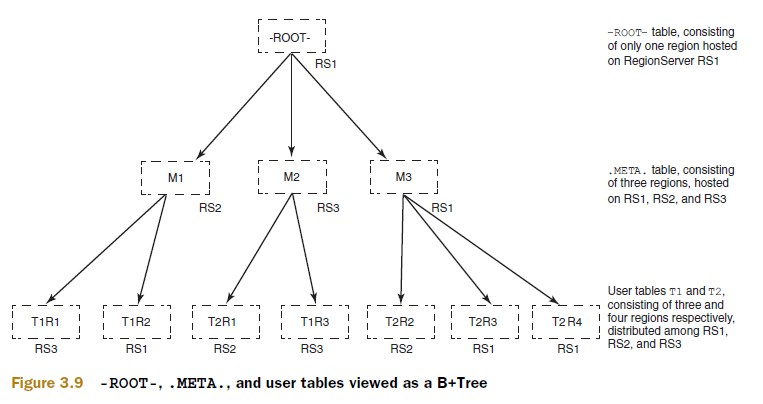 -ROOT-
RS1
-ROOT- table, consisting
of only one region hosted
on RegionServer RS1
M1
RS2
M2
RS3
M3
RS1
.META. table, consisting
of three regions, hosted
on RS1, RS2, and RS3
T1R1
RS3
T1R2
RS1
T2R1
RS2
T1R3
RS3
T2R2
RS2
T2R3
RS1
T2 R4
RS1
User tables T1 and T2,
consisting of three and
four regions respectively,
distributed among RS1,
RS2, and RS3
Figure 3.9 -ROOT-, .META., and user tables viewed as a B+Tree